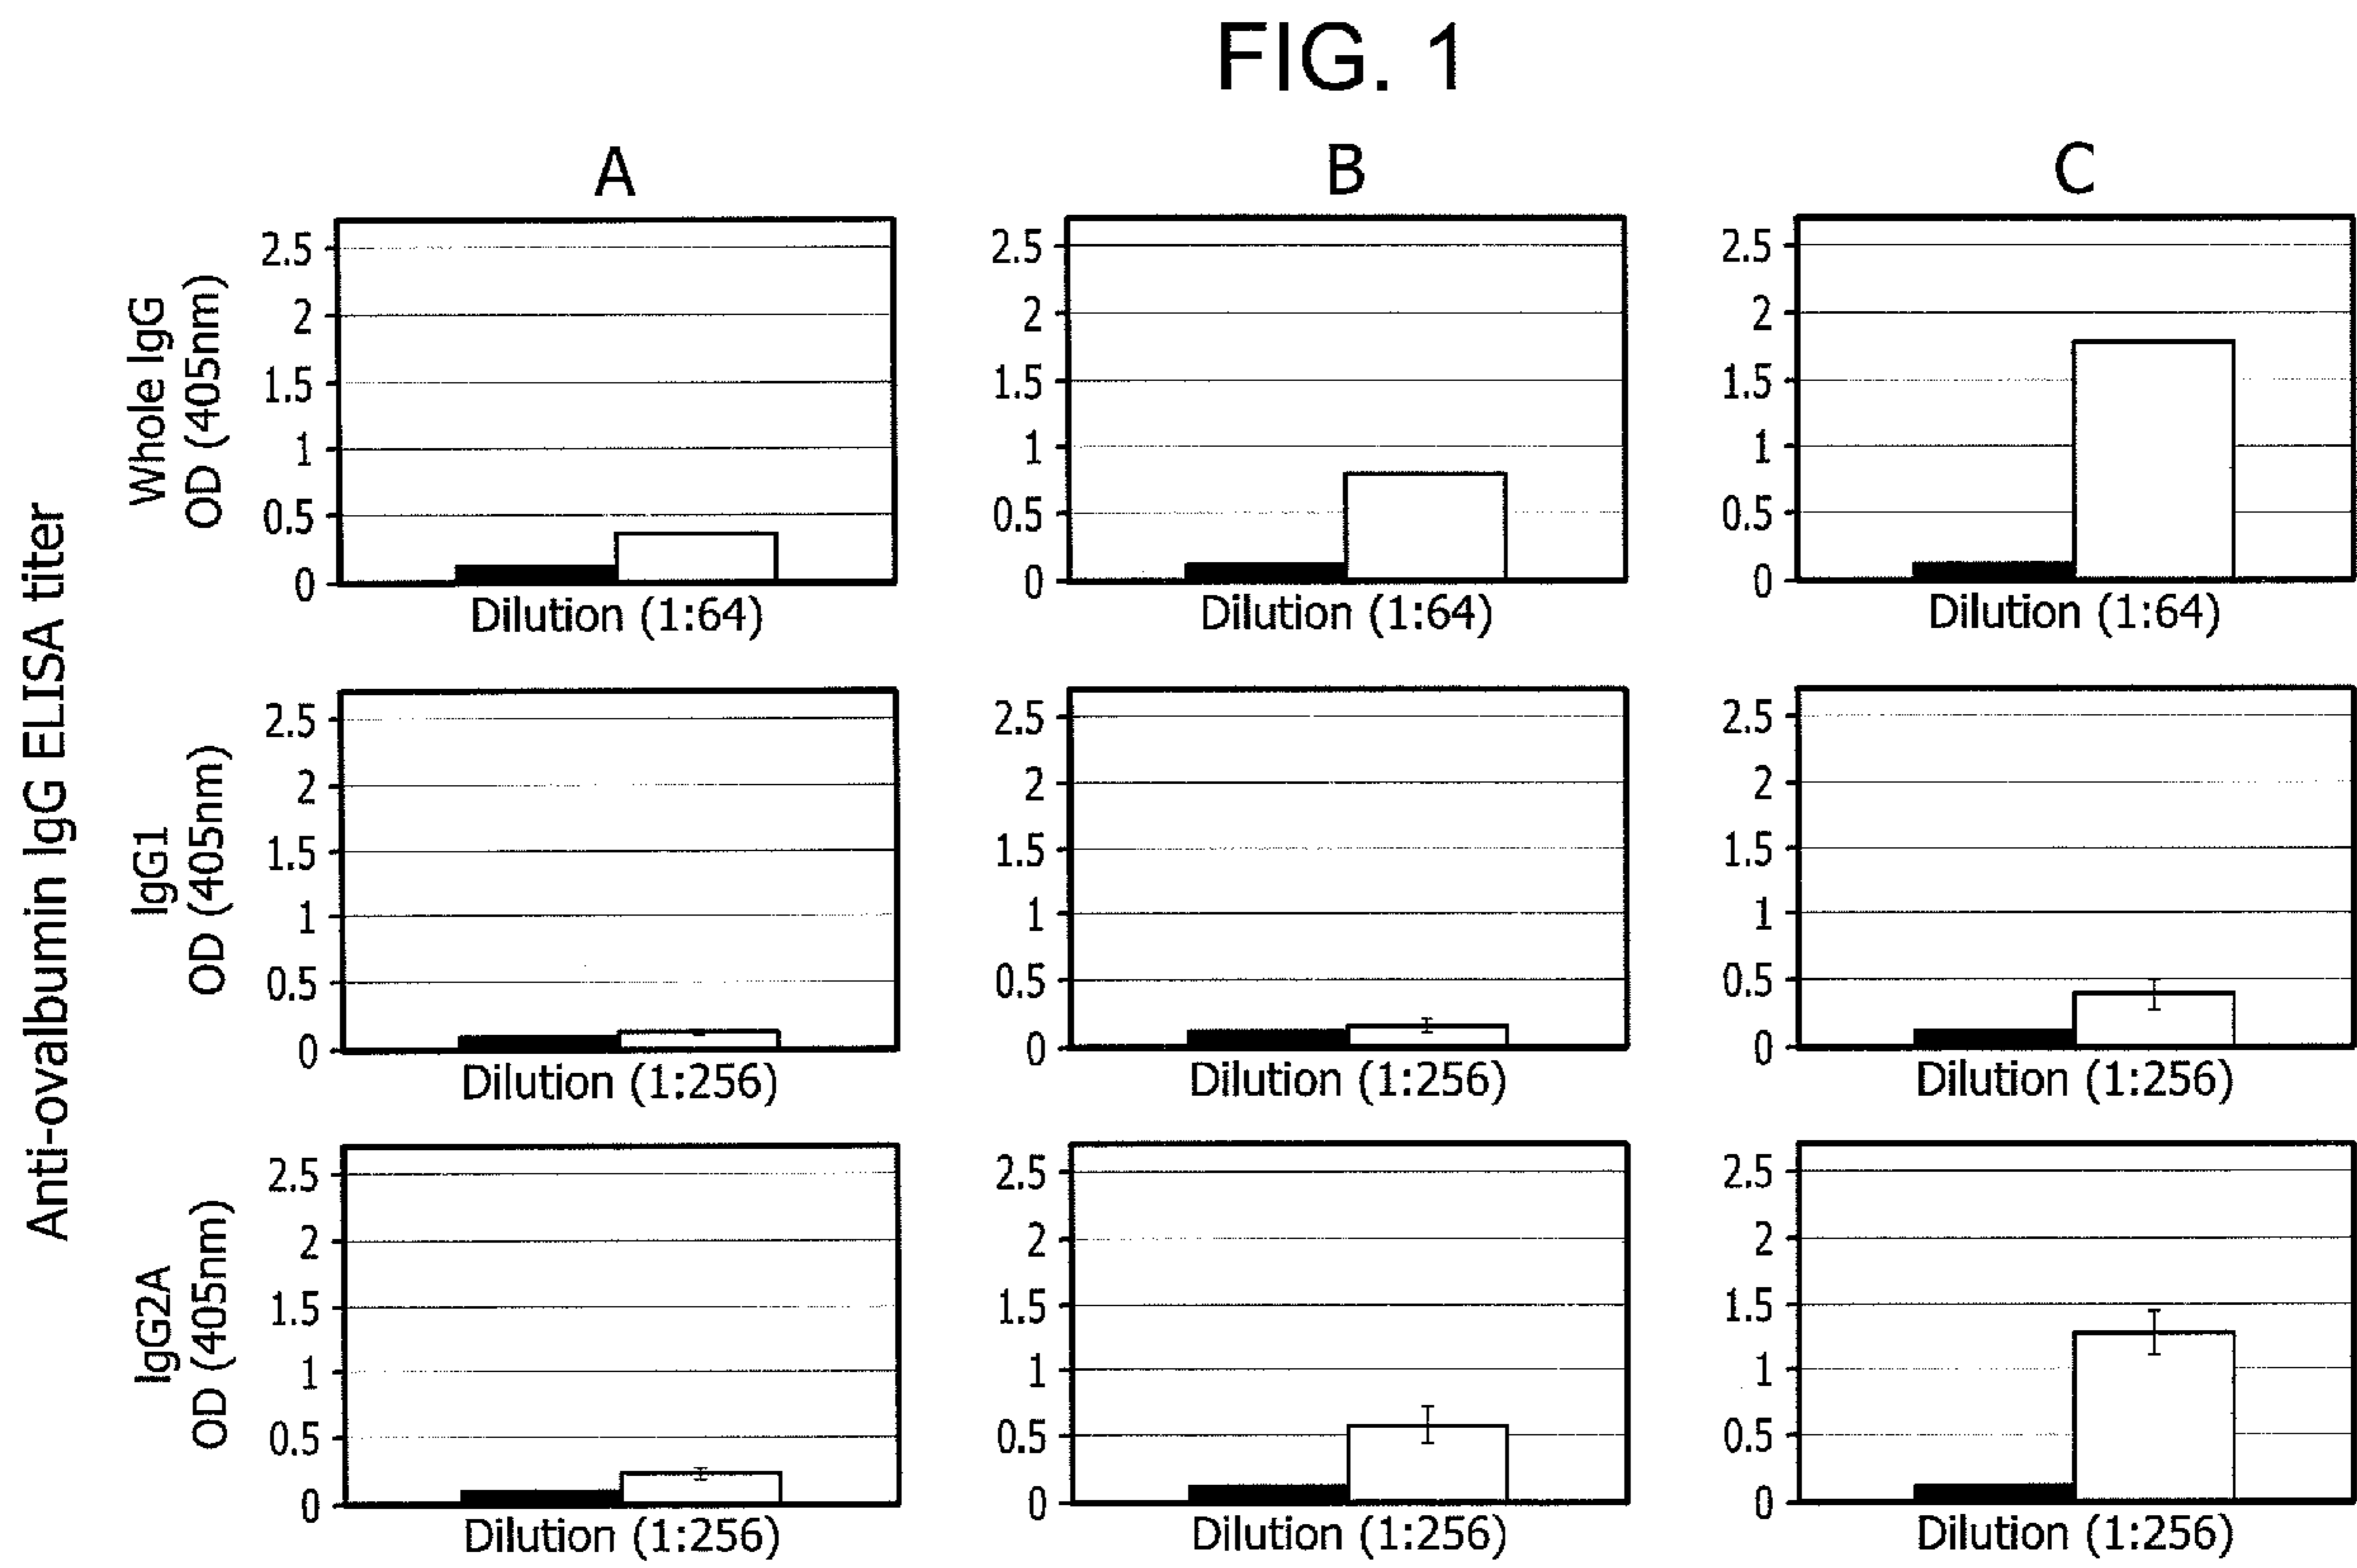 FIG. 1
A
B
C
Anti-ovalbumin IgG ELISA titer
Whole IgG
OD (405nm)
2.5
2
1.5
1
0.5
0
Dilution (1:64)
2.5
2
1.5
1
0.5
0
Dilution (1:64)
2.5
2
1.5
1
0.5
0
Dilution (1:64)
IgG1
OD (405nm)
2.5
2
1.5
1
0.5
0
Dilution (1:256)
2.5
2
1.5
1
0.5
0
Dilution (1:256)
2.5
2
1.5
1
0.5
0
Dilution (1:256)
IgG2A
OD (405nm)
2.5
2
1.5
1
0.5
0
Dilution (1:256)
2.5
2
1.5
1
0.5
0
Dilution (1:256)
2.5
2
1.5
1
0.5
0
Dilution (1:256)